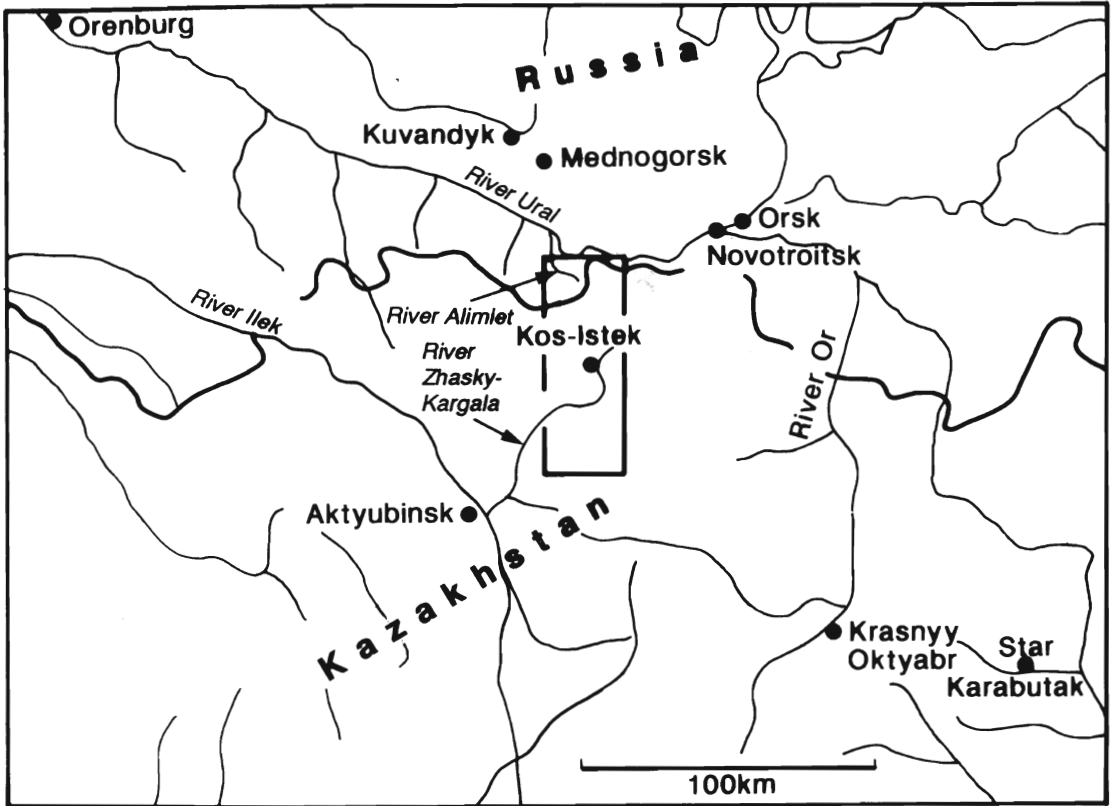 Orenburg
Russia
Kuvandyk
Mednogorsk
River Ural
Orsk
Novotroitsk
River Ilek
River Alimlet
Kos-Istek
River
Zhasky-
Kargala
River Or
Aktyubinsk
Kazakhstan
Krasnyy
Oktyabr
Star
Karabutak
100km